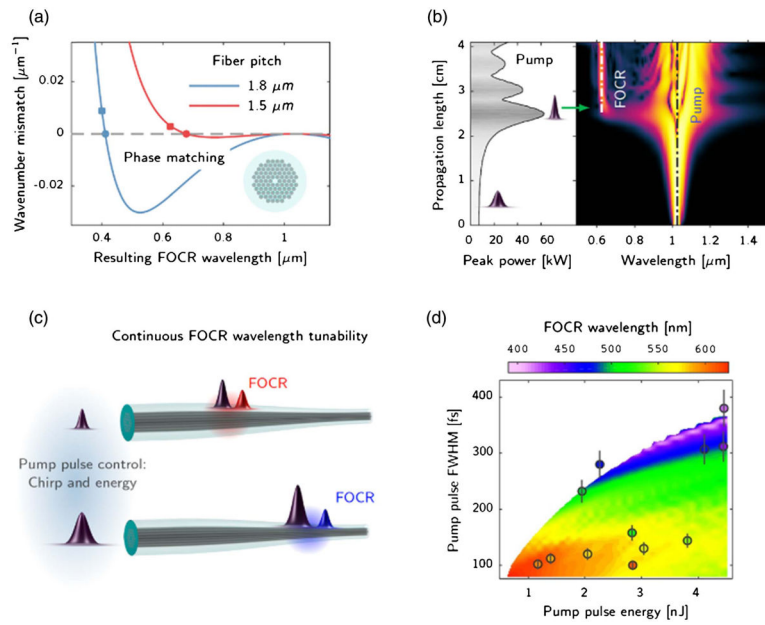 (a)
Wavenumber mismatch [μm⁻¹]
0.02
0
-0.02
Fiber pitch
1.8 μm
1.5 μm
Phase matching
0.4
0.6
0.8
1
Resulting FOCR wavelength [μm]
(b)
Propagation length [cm]
4
3
2
1
0
Pump
FOCR
Pump
20
40
60
Peak power [kW]
0.6
0.8
1
1.2
1.4
Wavelength [μm]
(c)
Continuous FOCR wavelength tunability
FOCR
Pump pulse control:
Chirp and energy
FOCR
(d)
FOCR wavelength [nm]
400
450
500
550
600
Pump pulse FWHM [fs]
400
300
200
100
1
2
3
4
Pump pulse energy [nJ]